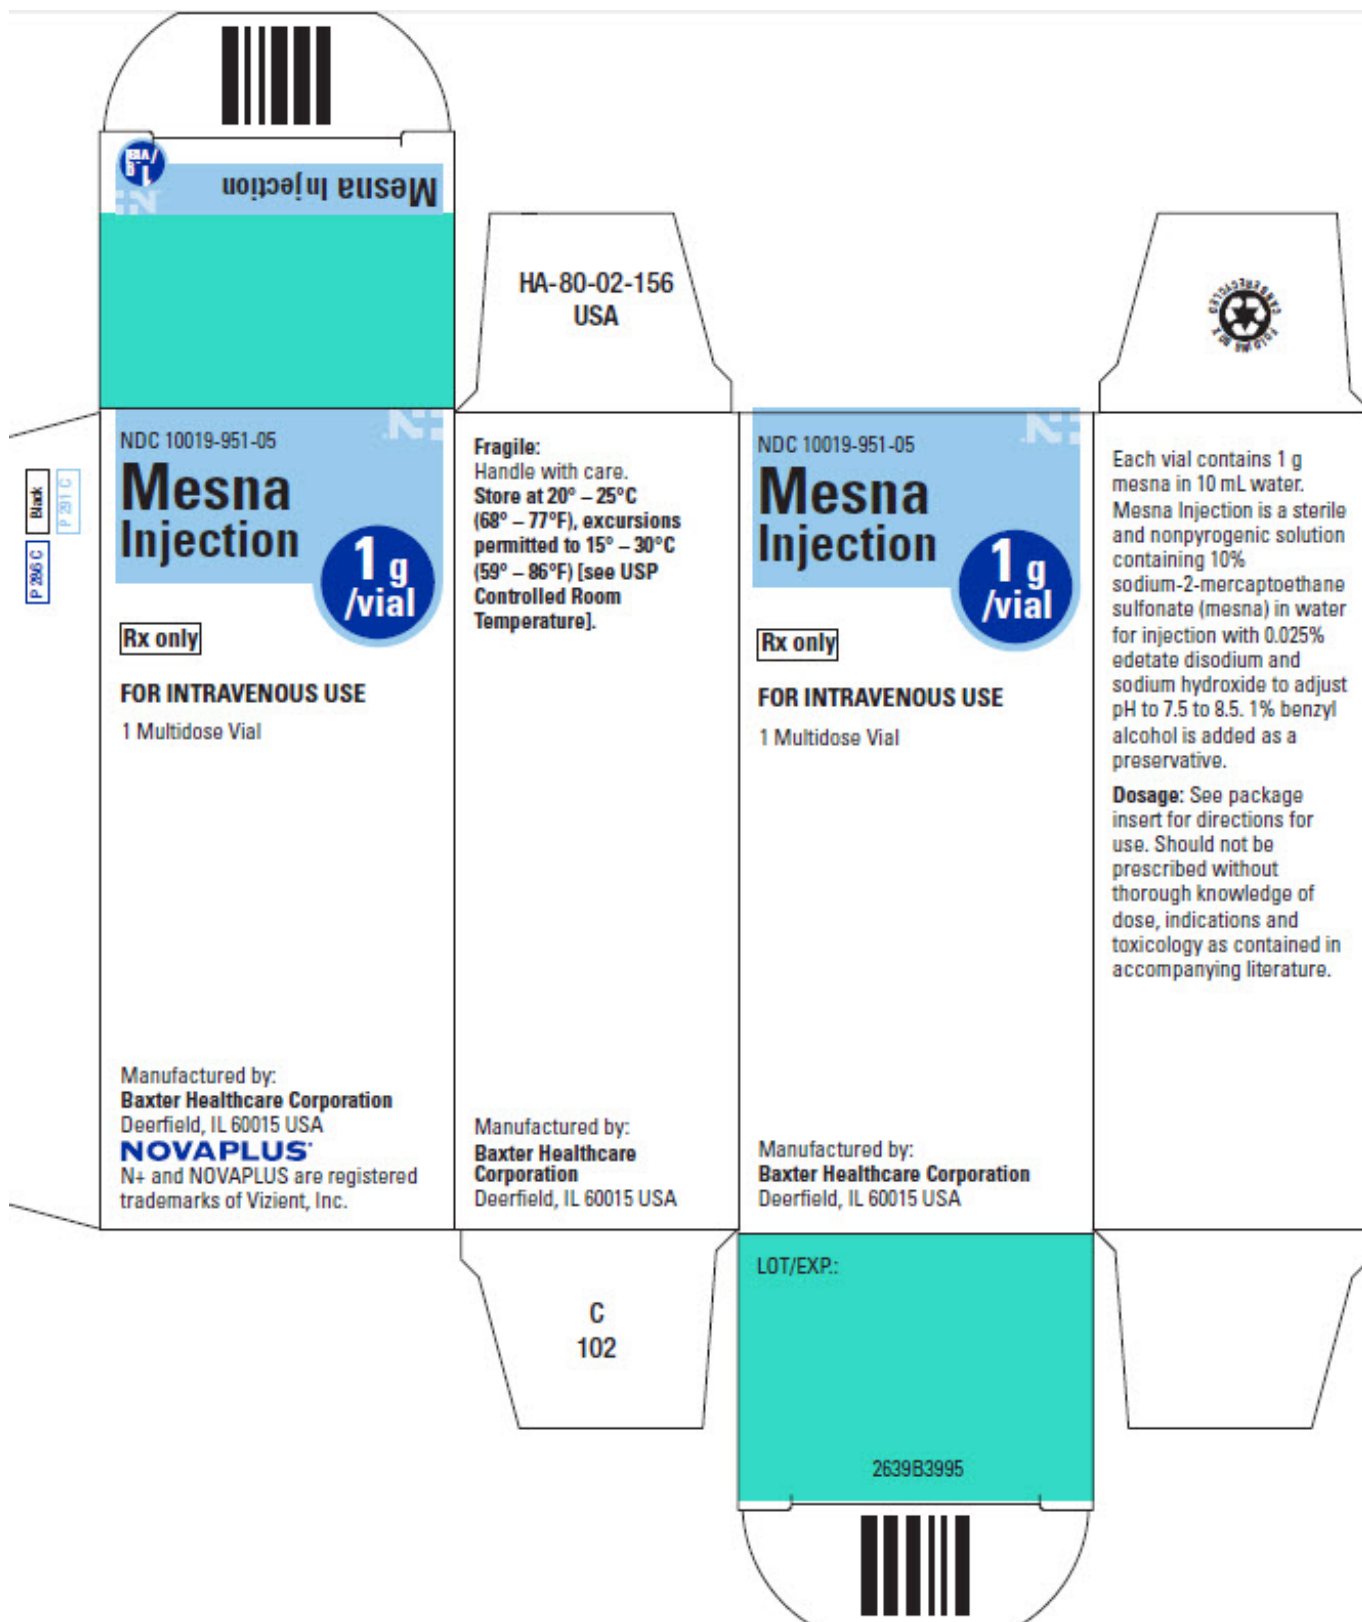 1 g
/vial
Mesna Injection
HA-80-02-156
USA
CAN BE RECYCLED
FOLDING BOX
P 286 C
Black
P 291 C
N+
NDC 10019-951-05
Mesna
Injection
1 g
/vial
Rx only
FOR INTRAVENOUS USE
1 Multidose Vial
Manufactured by:
Baxter Healthcare Corporation
Deerfield, IL 60015 USA
NOVAPLUS
N+ and NOVAPLUS are registered
trademarks of Vizient, Inc.
Fragile:
Handle with care.
Store at 20° – 25°C
(68° – 77°F), excursions
permitted to 15° – 30°C
(59° – 86°F) [see USP
Controlled Room
Temperature].
Manufactured by:
Baxter Healthcare
Corporation
Deerfield, IL 60015 USA
N+
NDC 10019-951-05
Mesna
Injection
1 g
/vial
Rx only
FOR INTRAVENOUS USE
1 Multidose Vial
Manufactured by:
Baxter Healthcare Corporation
Deerfield, IL 60015 USA
Each vial contains 1 g
mesna in 10 mL water.
Mesna Injection is a sterile
and nonpyrogenic solution
containing 10%
sodium-2-mercaptoethane
sulfonate (mesna) in water
for injection with 0.025%
edetate disodium and
sodium hydroxide to adjust
pH to 7.5 to 8.5. 1% benzyl
alcohol is added as a
preservative.
Dosage: See package
insert for directions for
use. Should not be
prescribed without
thorough knowledge of
dose, indications and
toxicology as contained in
accompanying literature.
C
102
LOT/EXP.:
2639B3995